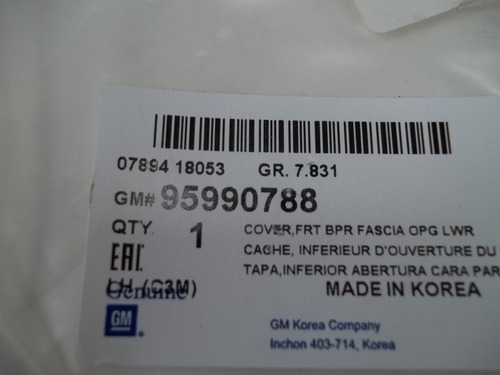 07894 18053 GR. 7.831
GM# 95990788
QTY. 1 COVER,FRT BPR FASCIA OPG LWR
CACHE, INFERIEUR D'OUVERTURE DU
EAC TAPA,INFERIOR ABERTURA CARA PAR
LH (C3M) MADE IN KOREA
Genuine
GM
GM Korea Company
Inchon 403-714, Korea